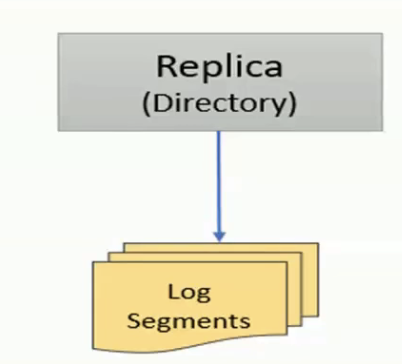 Replica
(Directory)
Log
Segments